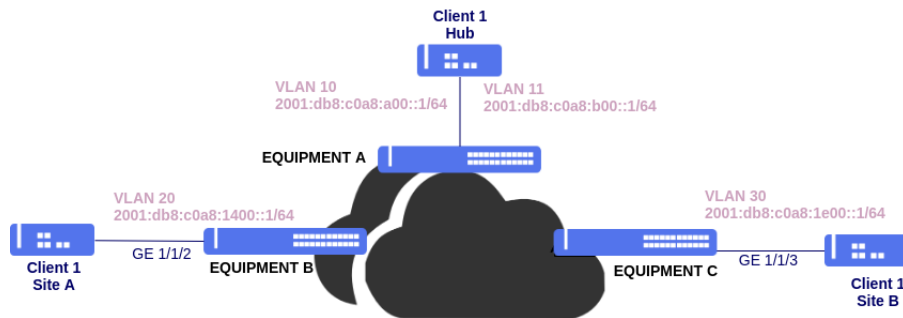 Client 1
Hub
VLAN 10
2001:db8:c0a8:a00::1/64
VLAN 11
2001:db8:c0a8:b00::1/64
EQUIPMENT A
VLAN 20
2001:db8:c0a8:1400::1/64
VLAN 30
2001:db8:c0a8:1e00::1/64
GE 1/1/2
EQUIPMENT B
EQUIPMENT C
GE 1/1/3
Client 1
Site A
Client 1
Site B